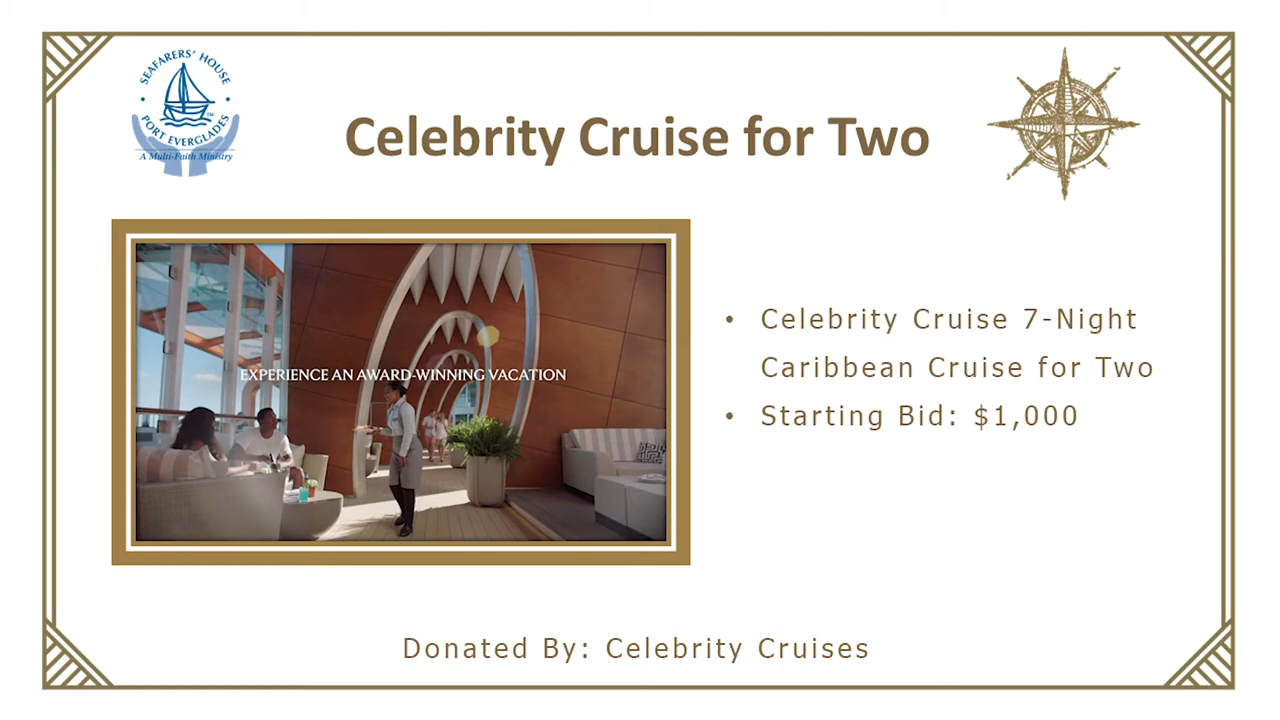 SEAFARERS' HOUSE
PORT EVERGLADES
A Multi-Faith Ministry
Celebrity Cruise for Two
EXPERIENCE AN AWARD-WINNING VACATION
• Celebrity Cruise 7-Night
Caribbean Cruise for Two
• Starting Bid: $1,000
Donated By: Celebrity Cruises